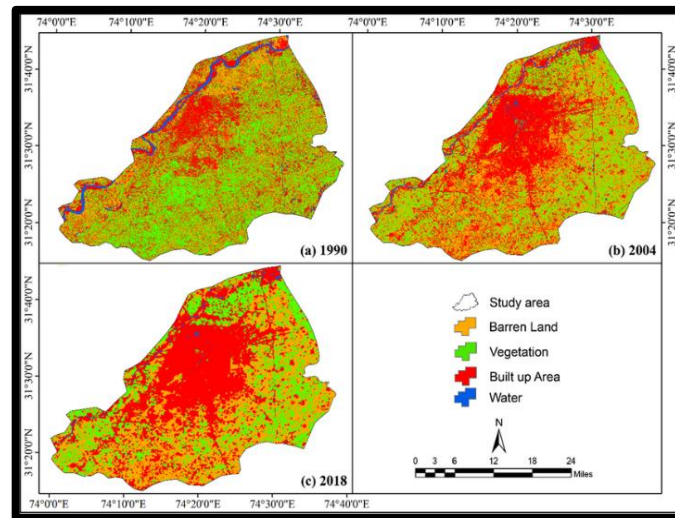 74°0'0"E 74°10'0"E 74°20'0"E 74°30'0"E 74°10'0"E 74°20'0"E 74°30'0"E
31°40'0"N
31°30'0"N
31°20'0"N
31°40'0"N
31°30'0"N
31°20'0"N
(a) 1990
(b) 2004
31°40'0"N
31°30'0"N
31°20'0"N
(c) 2018
74°0'0"E 74°10'0"E 74°20'0"E 74°30'0"E 74°40'0"E
Study area
Barren Land
Vegetation
Built up Area
Water
N
0 3 6 12 18 24
Miles